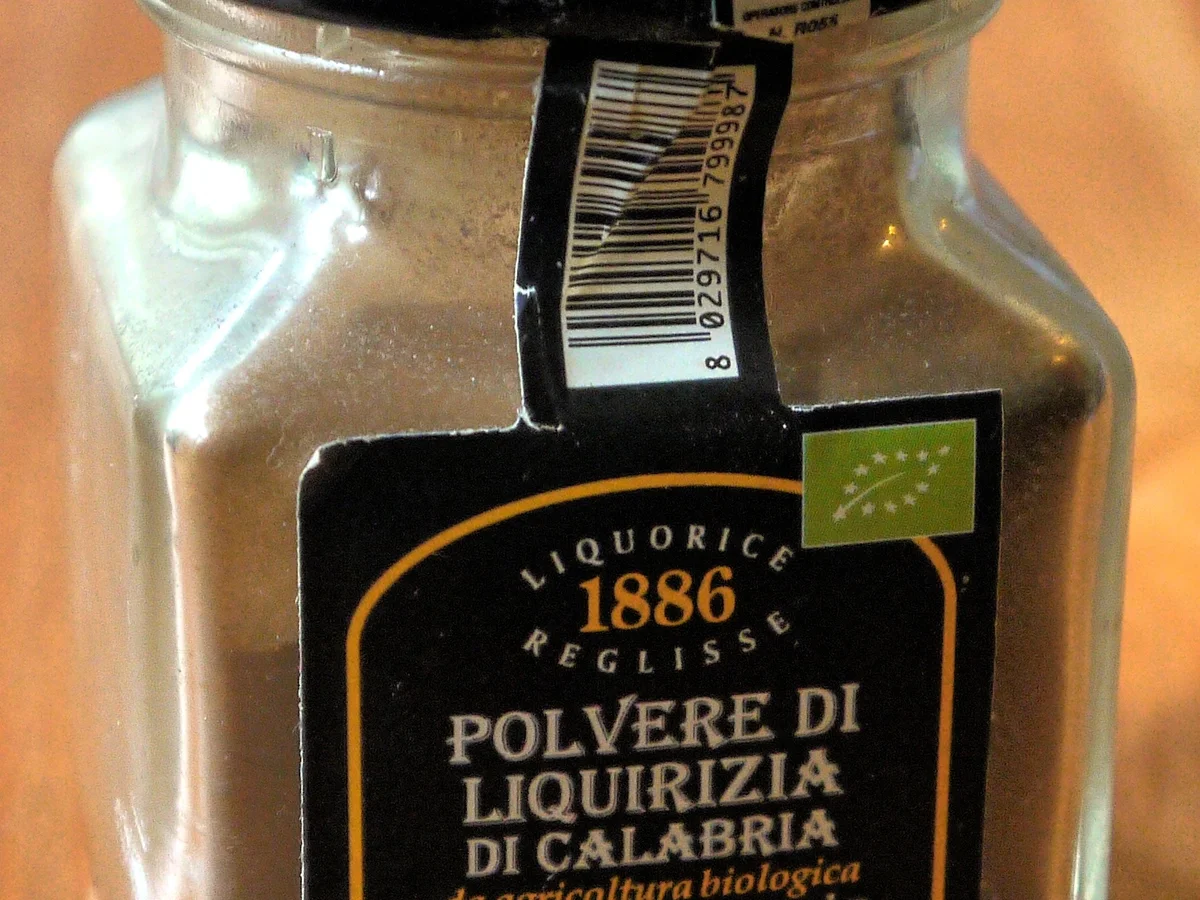 8 029716 799987
LIQUORICE
1886
REGLISSE
POLVERE DI
LIQUIRIZIA
DI CALABRIA
da agricoltura biologica